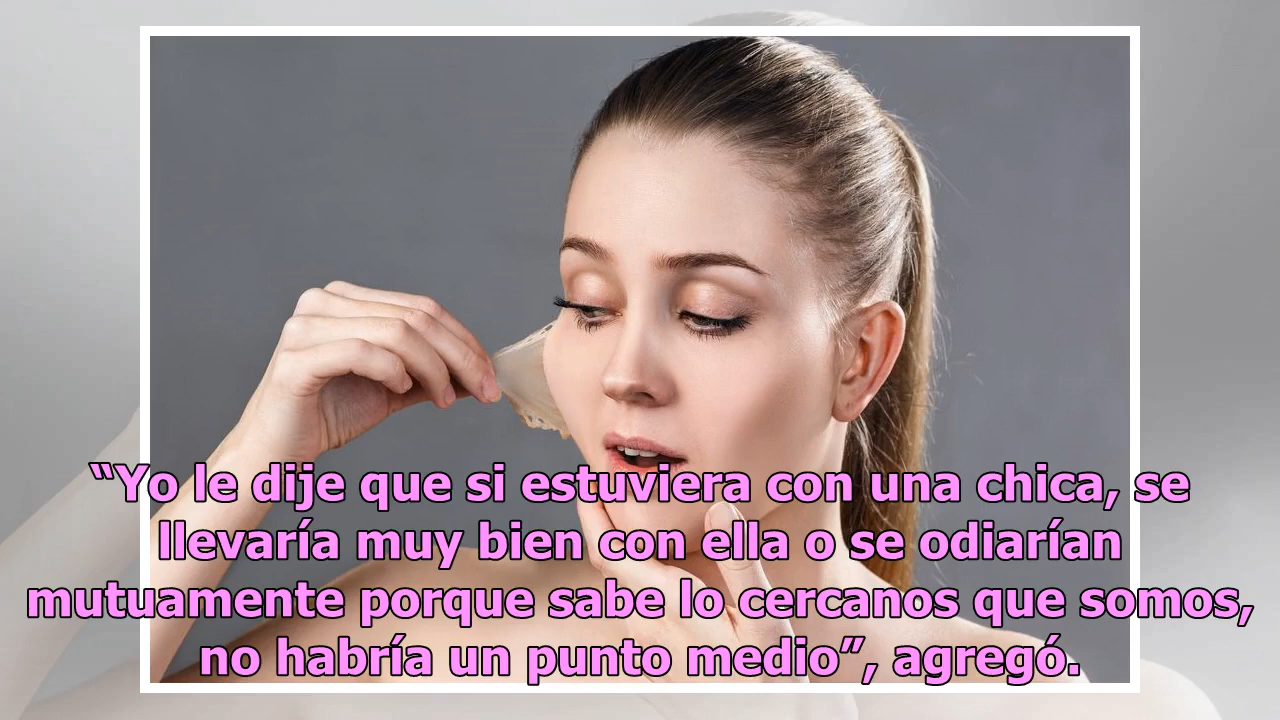 “Yo le dije que si estuviera con una chica, se
llevaría muy bien con ella o se odiarían
mutuamente porque sabe lo cercanos que somos,
no habría un punto medio”, agregó.